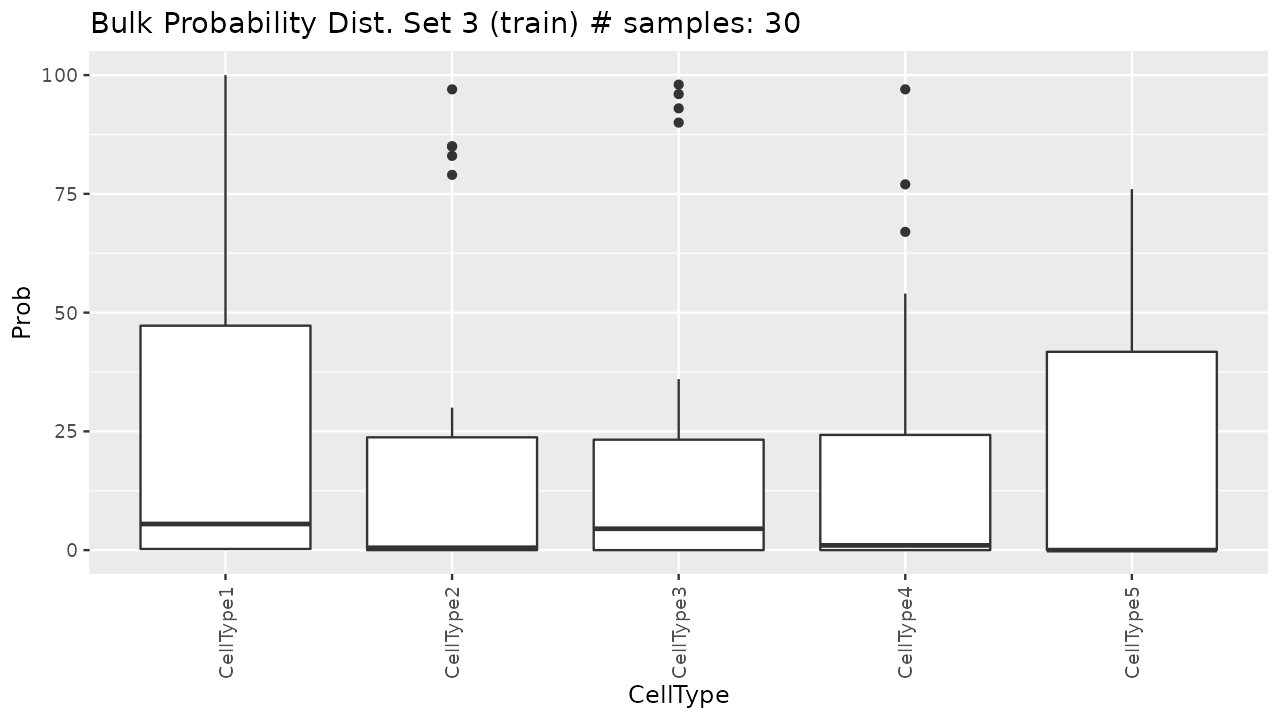 Bulk Probability Dist. Set 3 (train) # samples: 30
Prob
100
75
50
25
0
CellType1
CellType2
CellType3
CellType4
CellType5
CellType